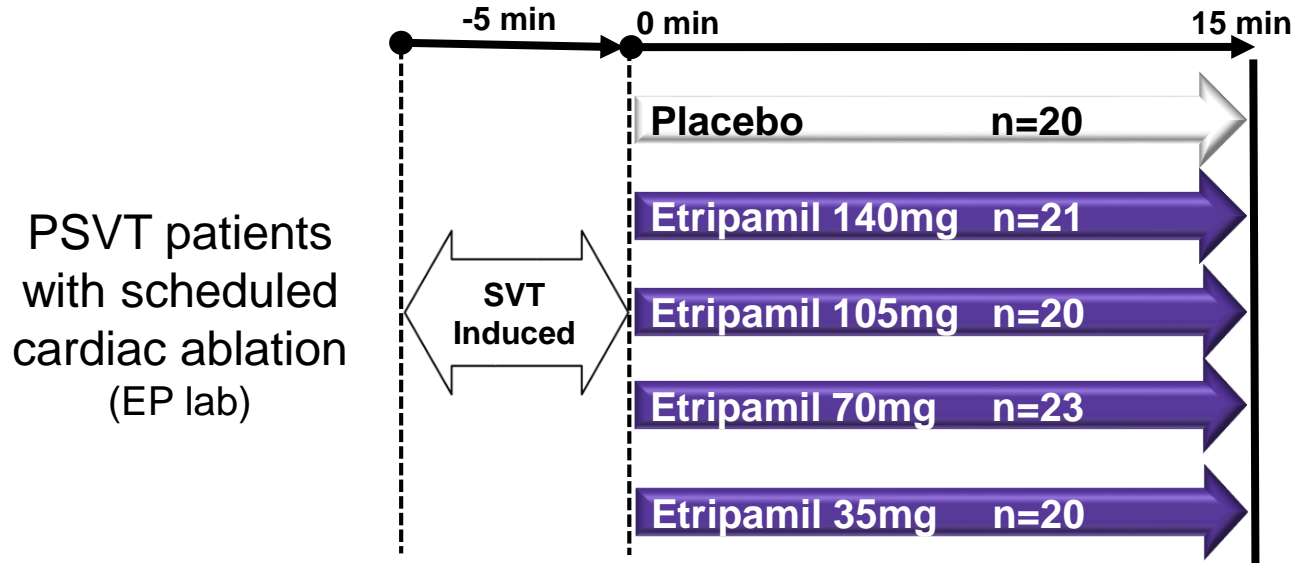 -5 min
0 min
15 min
PSVT patients
with scheduled
cardiac ablation
(EP lab)
SVT
Induced
Placebo n=20
Etripamil 140mg n=21
Etripamil 105mg n=20
Etripamil 70mg n=23
Etripamil 35mg n=20